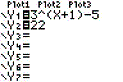 Plot1 Plot2 Plot3
\Y1=3^(X+1)-5
\Y2=22
\Y3=
\Y4=
\Y5=
\Y6=
\Y7=